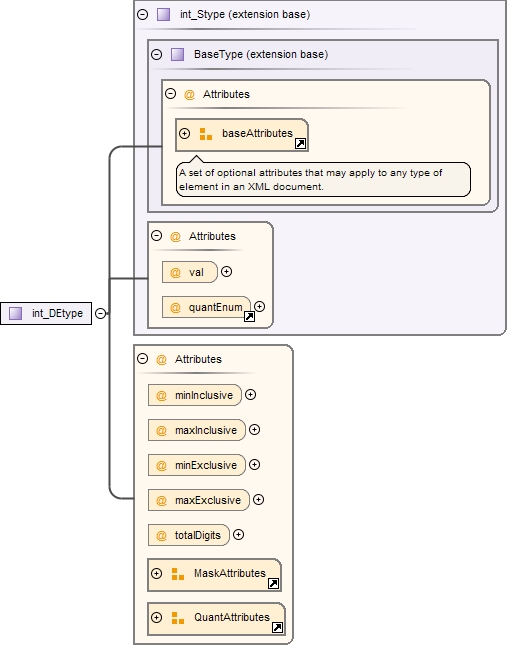 int_Stype (extension base)
BaseType (extension base)
@ Attributes
baseAttributes
A set of optional attributes that may apply to any type of
element in an XML document.
@ Attributes
@ val
@ quantEnum
int_DEtype
@ Attributes
@ minInclusive
@ maxInclusive
@ minExclusive
@ maxExclusive
@ totalDigits
MaskAttributes
QuantAttributes